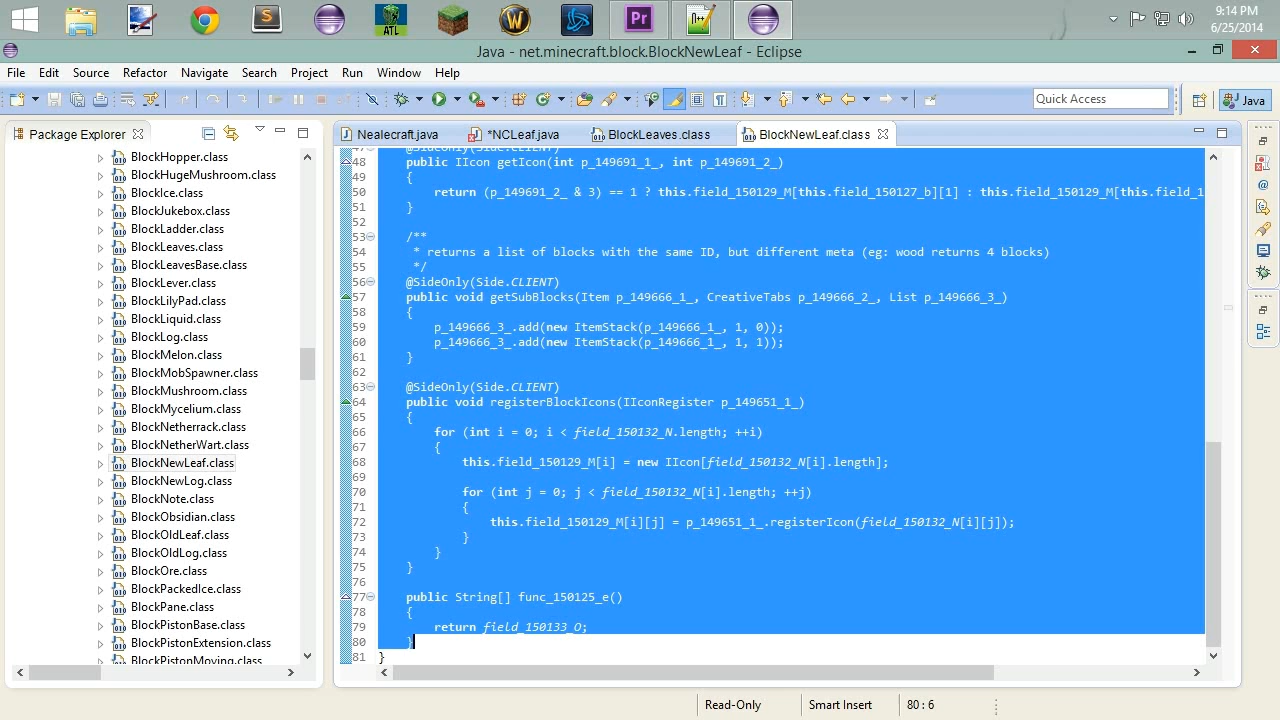 ATL
Pr
9:14 PM
6/25/2014
Java - net.minecraft.block.BlockNewLeaf - Eclipse
File Edit Source Refactor Navigate Search Project Run Window Help
Quick Access
Java
Package Explorer
Nealecraft.java
*NCLeaf.java
BlockLeaves.class
BlockNewLeaf.class
BlockHopper.class
BlockHugeMushroom.class
BlockIce.class
BlockJukebox.class
BlockLadder.class
BlockLeaves.class
BlockLeavesBase.class
BlockLever.class
BlockLilyPad.class
BlockLiquid.class
BlockLog.class
BlockMelon.class
BlockMobSpawner.class
BlockMushroom.class
BlockMycelium.class
BlockNetherrack.class
BlockNetherWart.class
BlockNewLeaf.class
BlockNewLog.class
BlockNote.class
BlockObsidian.class
BlockOldLeaf.class
BlockOldLog.class
BlockOre.class
BlockPackedIce.class
BlockPane.class
BlockPistonBase.class
BlockPistonExtension.class
BlockPistonMoving.class
47 @SideOnly(Side.CLIENT)
48 public IIcon getIcon(int p_149691_1_, int p_149691_2_)
49 {
50 return (p_149691_2_ & 3) == 1 ? this.field_150129_M[this.field_150127_b][1] : this.field_150129_M[this.field_1
51 }
52
53 /**
54 * returns a list of blocks with the same ID, but different meta (eg: wood returns 4 blocks)
55 */
56 @SideOnly(Side.CLIENT)
57 public void getSubBlocks(Item p_149666_1_, CreativeTabs p_149666_2_, List p_149666_3_)
58 {
59 p_149666_3_.add(new ItemStack(p_149666_1_, 1, 0));
60 p_149666_3_.add(new ItemStack(p_149666_1_, 1, 1));
61 }
62
63 @SideOnly(Side.CLIENT)
64 public void registerBlockIcons(IIconRegister p_149651_1_)
65 {
66 for (int i = 0; i < field_150132_N.length; ++i)
67 {
68 this.field_150129_M[i] = new IIcon[field_150132_N[i].length];
69
70 for (int j = 0; j < field_150132_N[i].length; ++j)
71 {
72 this.field_150129_M[i][j] = p_149651_1_.registerIcon(field_150132_N[i][j]);
73 }
74 }
75 }
76
77 public String[] func_150125_e()
78 {
79 return field_150133_O;
80 }
81 }
Read-Only
Smart Insert
80 : 6